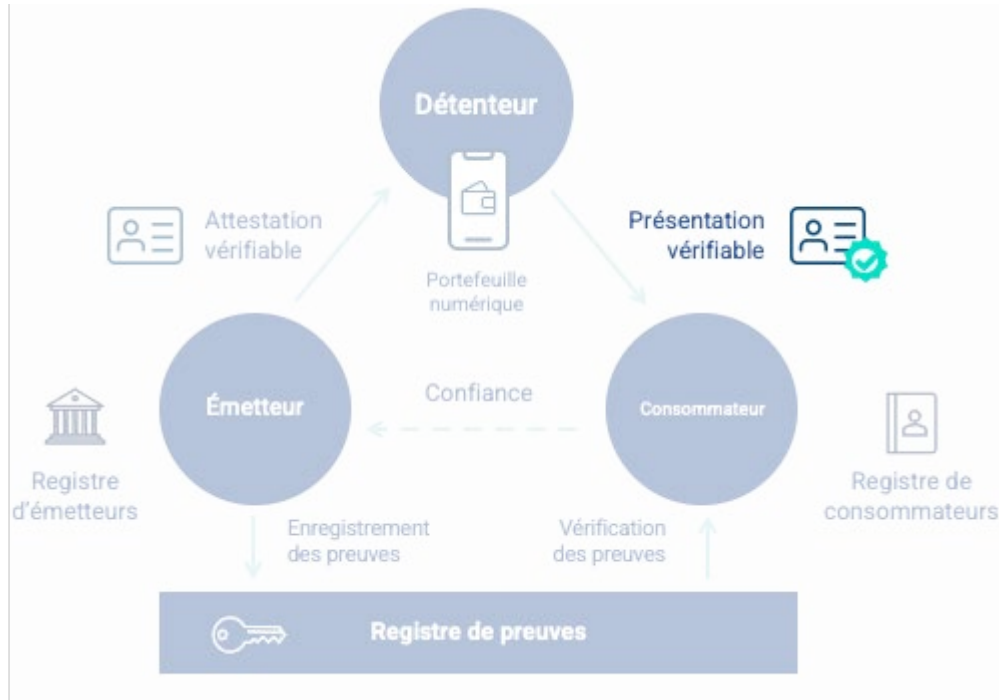 Détenteur
Attestation
vérifiable
Présentation
vérifiable
Portefeuille
numérique
Émetteur
Confiance
Consommateur
Registre
d'émetteurs
Registre de
consommateurs
Enregistrement
des preuves
Vérification
des preuves
Registre de preuves